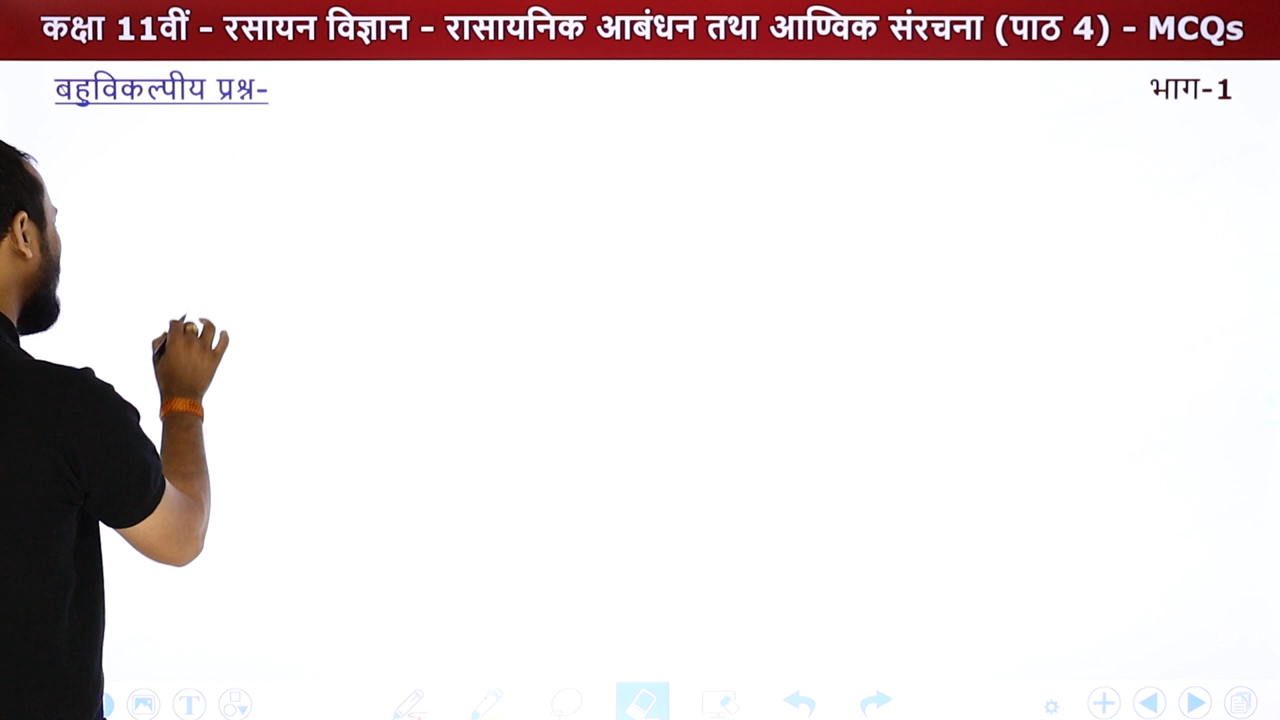 कक्षा 11वीं - रसायन विज्ञान - रासायनिक आबंधन तथा आण्विक संरचना (पाठ 4) - MCQs
बहुविकल्पीय प्रश्न-
भाग-1